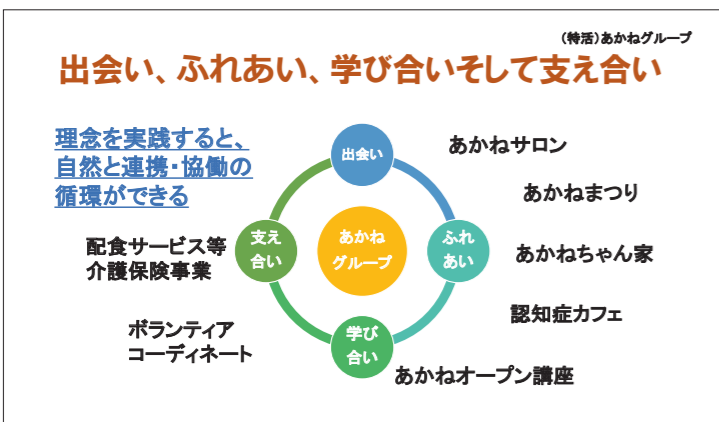 (特活)あかねグループ
出会い、ふれあい、学び合いそして支え合い
理念を実践すると、
自然と連携・協働の
循環ができる
出会い
あかねサロン
あかねまつり
支え
合い
あかね
グループ
ふれ
あい
配食サービス等
介護保険事業
あかねちゃん家
認知症カフェ
ボランティア
コーディネート
学び
合い
あかねオープン講座